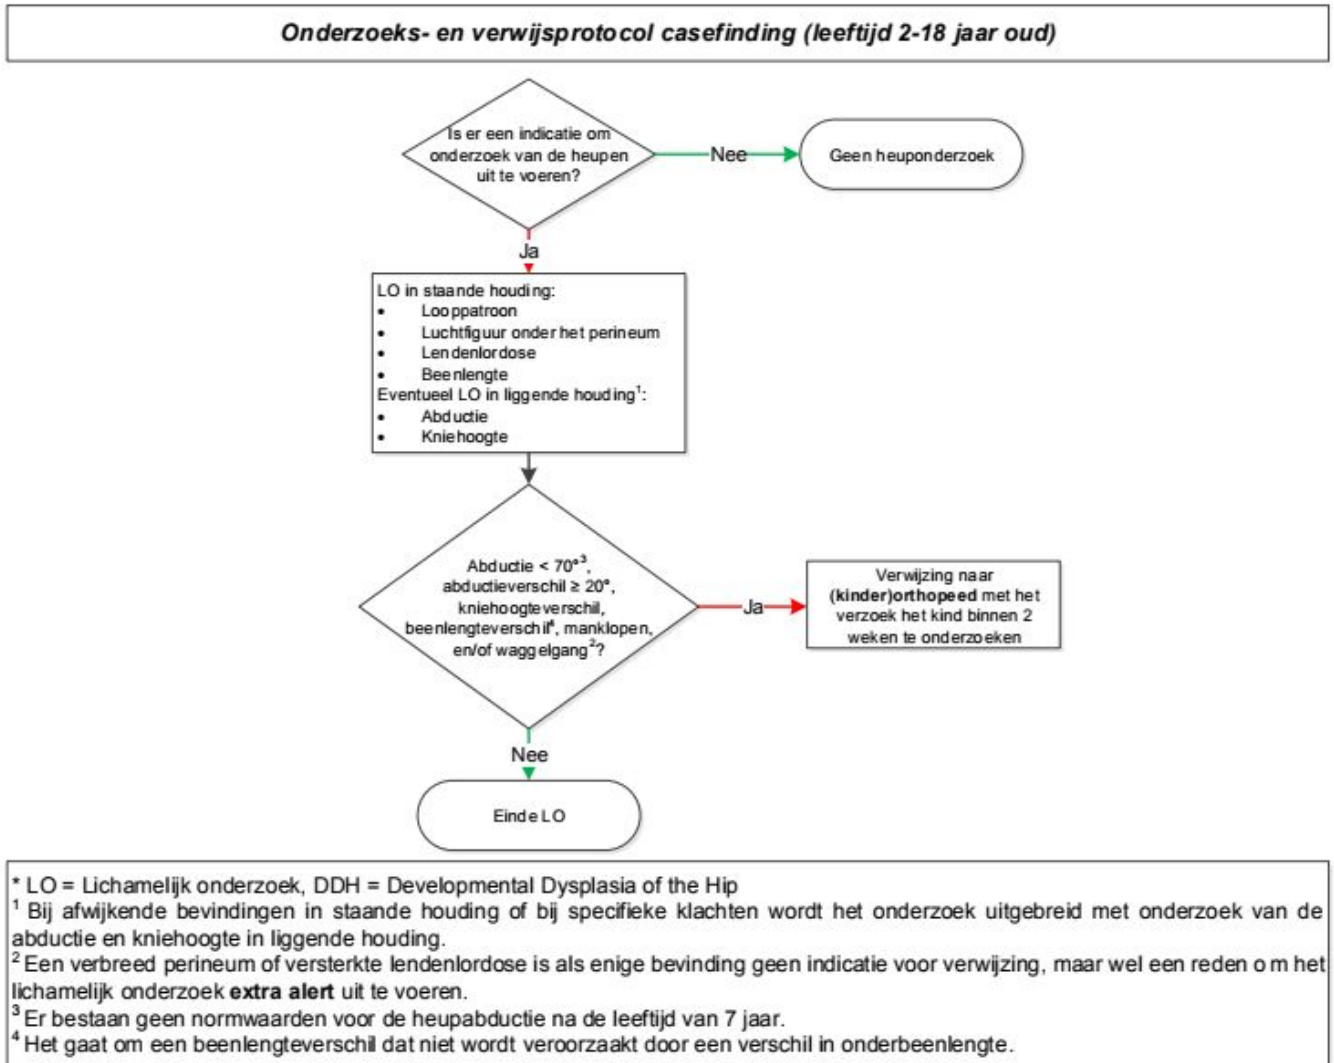 Onderzoeks- en verwijsprotocol casefinding (leeftijd 2-18 jaar oud)
Is er een indicatie om
onderzoek van de heupen
uit te voeren?
Nee
Geen heuponderzoek
Ja
LO in staande houding:
• Looppatroon
• Luchtfiguur onder het perineum
• Lendenlordose
• Beenlengte
Eventueel LO in liggende houding¹:
• Abductie
• Kniehoogte
Abductie < 70°³,
abductieverschil ≥ 20°,
kniehoogteverschil,
beenlengteverschil⁴, manklopen,
en/of waggelgang²?
Ja
Verwijzing naar
(kinder)orthopeed met het
verzoek het kind binnen 2
weken te onderzoeken
Nee
Einde LO
* LO = Lichamelijk onderzoek, DDH = Developmental Dysplasia of the Hip
¹ Bij afwijkende bevindingen in staande houding of bij specifieke klachten wordt het onderzoek uitgebreid met onderzoek van de
abductie en kniehoogte in liggende houding.
² Een verbreed perineum of versterkte lendenlordose is als enige bevinding geen indicatie voor verwijzing, maar wel een reden om het
lichamelijk onderzoek extra alert uit te voeren.
³ Er bestaan geen normwaarden voor de heupabductie na de leeftijd van 7 jaar.
⁴ Het gaat om een beenlengteverschil dat niet wordt veroorzaakt door een verschil in onderbeenlengte.